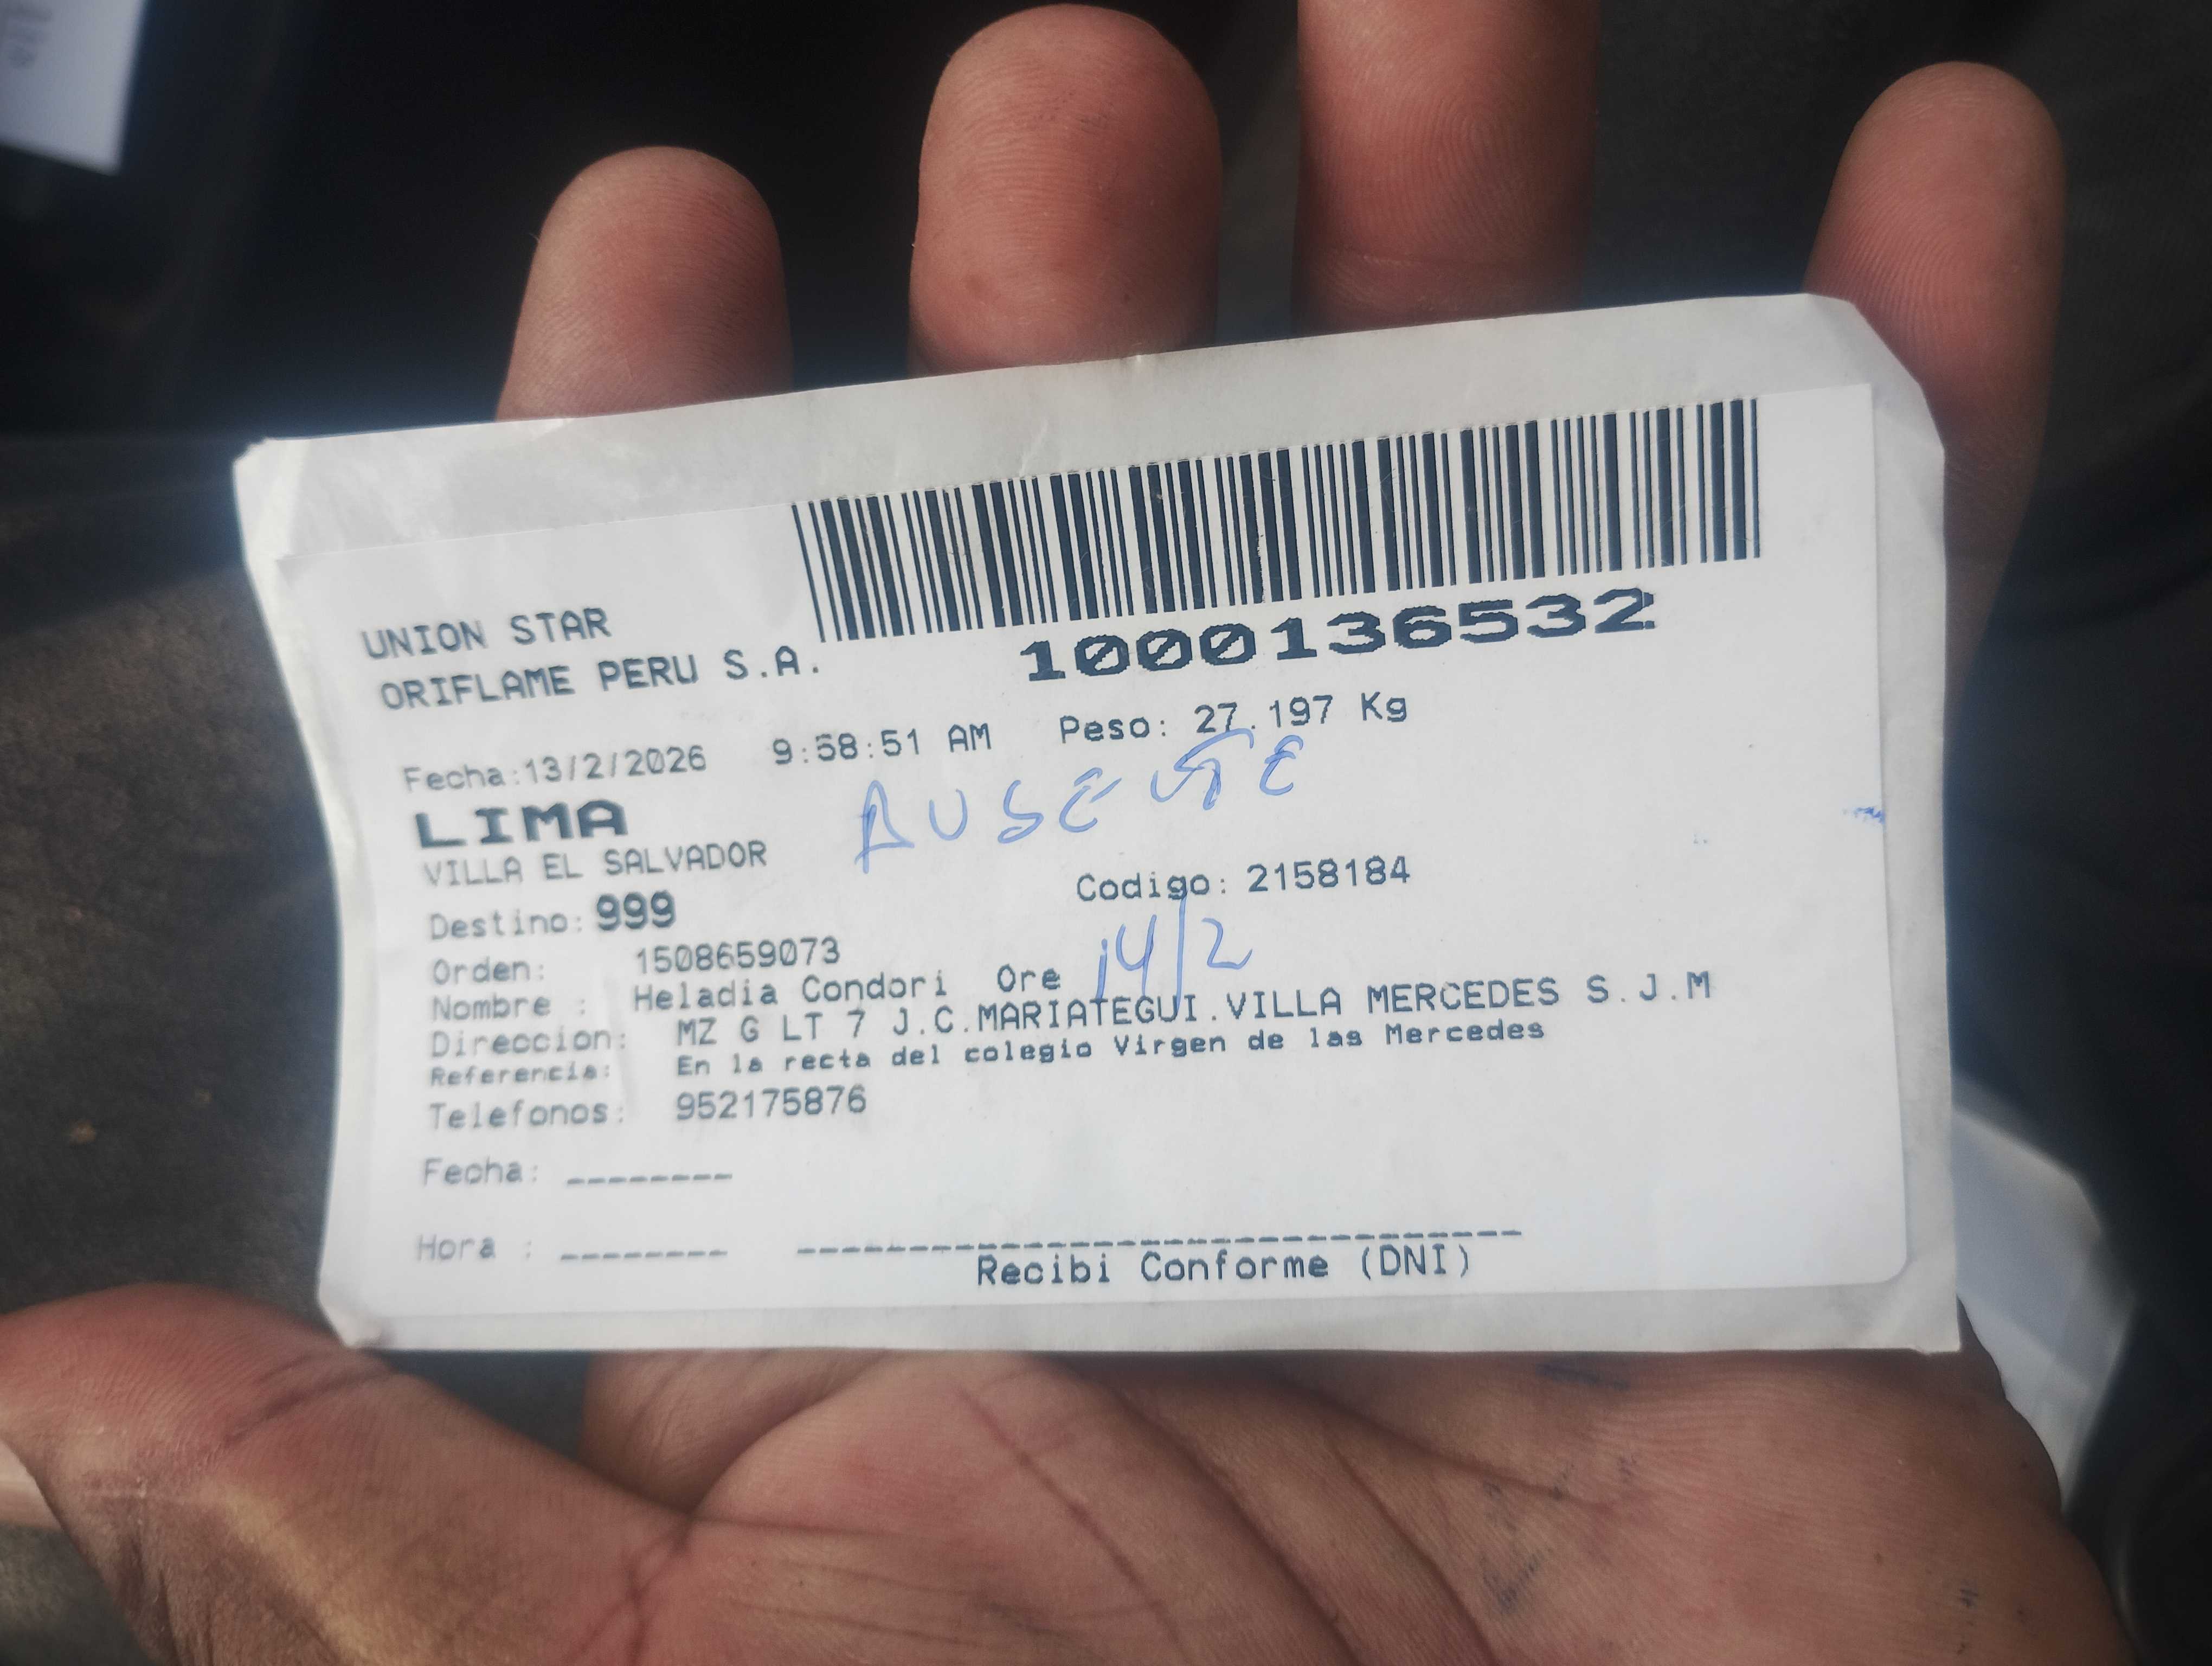 1000136532
UNION STAR
ORIFLAME PERU S.A.
Fecha:13/2/2026 9:58:51 AM Peso: 27.197 Kg
AUSENTE
LIMA
VILLA EL SALVADOR
Destino: 999 Codigo: 2158184
14/2
Orden: 1508659073
Nombre : Heladia Condori Ore
Direccion: MZ G LT 7 J.C.MARIATEGUI.VILLA MERCEDES S.J.M
Referencia: En la recta del colegio Virgen de las Mercedes
Telefonos: 952175876
Fecha: --------
Hora : --------
Recibi Conforme (DNI)